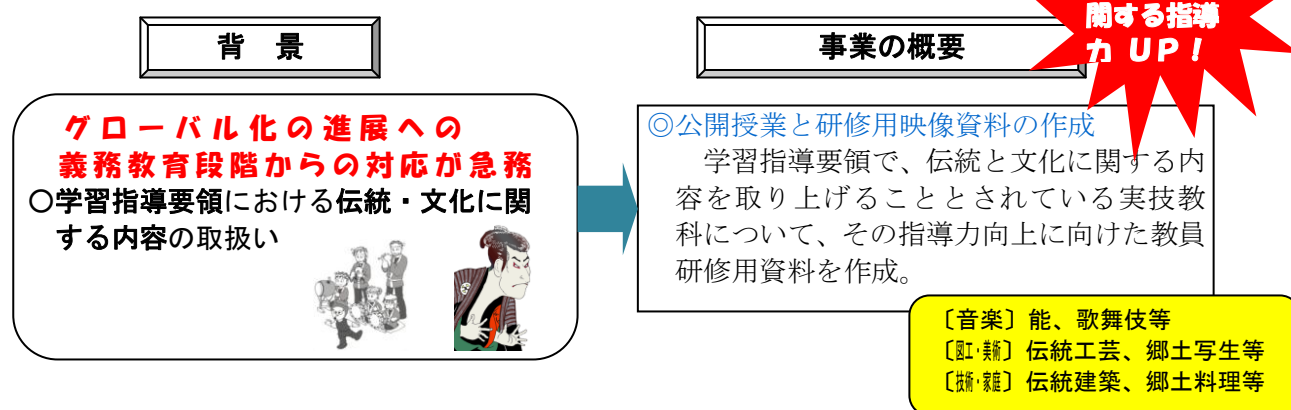 背 景
グローバル化の進展への
義務教育段階からの対応が急務
○学習指導要領における伝統・文化に関
する内容の取扱い
事業の概要
関する指導
力 UP！
◎公開授業と研修用映像資料の作成
学習指導要領で、伝統と文化に関する内
容を取り上げることとされている実技教
科について、その指導力向上に向けた教員
研修用資料を作成。
〔音楽〕能、歌舞伎等
〔図工・美術〕伝統工芸、郷土写生等
〔技術・家庭〕伝統建築、郷土料理等